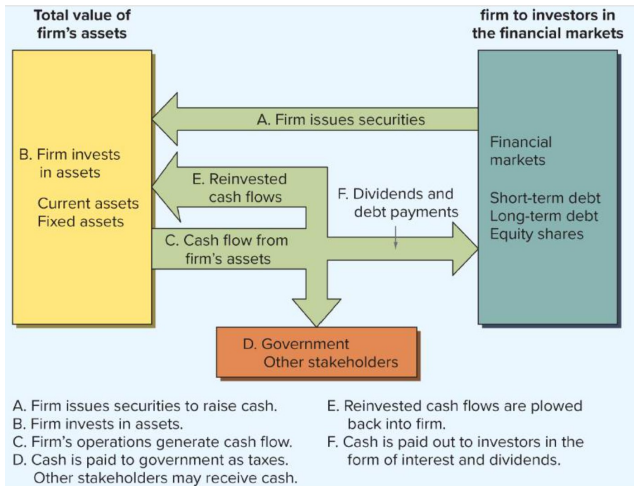 Total value of
firm's assets
firm to investors in
the financial markets
A. Firm issues securities
B. Firm invests
in assets
Current assets
Fixed assets
E. Reinvested
cash flows
F. Dividends and
debt payments
C. Cash flow from
firm's assets
Financial
markets
Short-term debt
Long-term debt
Equity shares
D. Government
Other stakeholders
A. Firm issues securities to raise cash.
B. Firm invests in assets.
C. Firm's operations generate cash flow.
D. Cash is paid to government as taxes.
Other stakeholders may receive cash.
E. Reinvested cash flows are plowed
back into firm.
F. Cash is paid out to investors in the
form of interest and dividends.